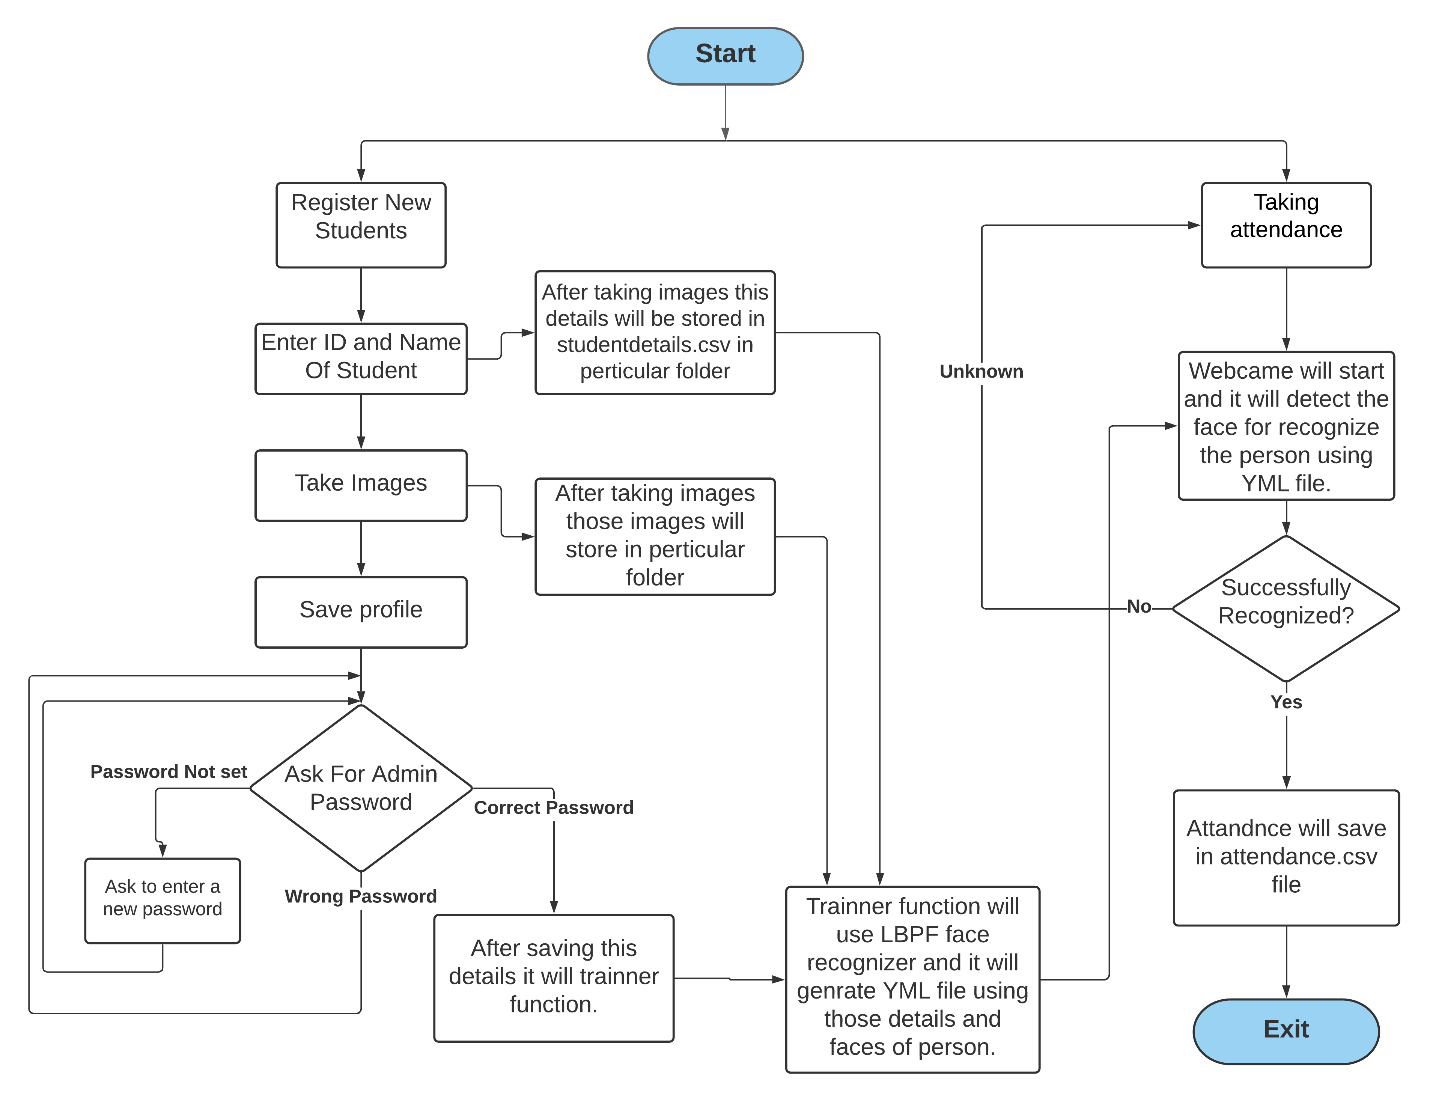 Start
Register New
Students
Enter ID and Name
Of Student
After taking images this
details will be stored in
studentdetails.csv in
perticular folder
Take Images
After taking images
those images will
store in perticular
folder
Save profile
Ask For Admin
Password
Password Not set
Ask to enter a
new password
Wrong Password
Correct Password
After saving this
details it will trainner
function.
Trainner function will
use LBPF face
recognizer and it will
genrate YML file using
those details and
faces of person.
Taking
attendance
Unknown
Webcame will start
and it will detect the
face for recognize
the person using
YML file.
Successfully
Recognized?
No
Yes
Attandnce will save
in attendance.csv
file
Exit